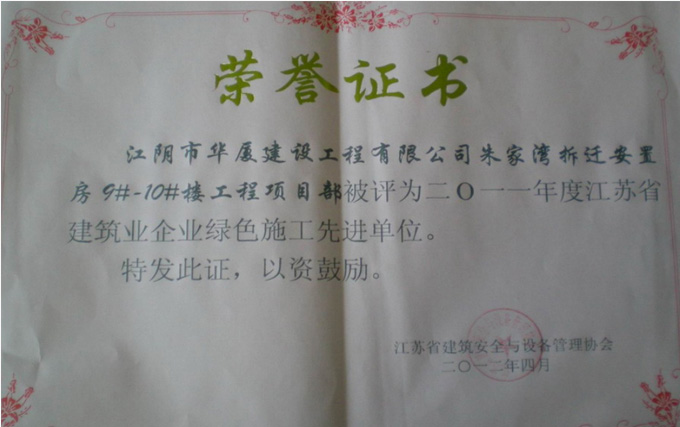 荣誉证书
江阴市华厦建设工程有限公司朱家湾拆迁安置
房9#-10#楼工程项目部被评为二〇一一年度江苏省
建筑业企业绿色施工先进单位。
特发此证，以资鼓励。
江苏省建筑安全与设备管理协会
二〇一二年四月